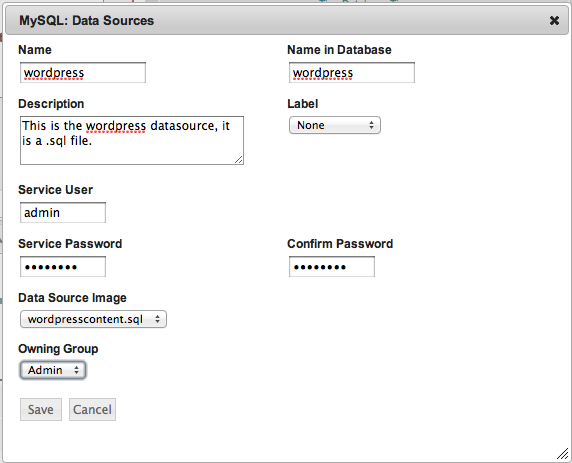 MySQL: Data Sources
Name
Name in Database
wordpress
wordpress
Description
Label
This is the wordpress datasource, it
is a .sql file.
None
Service User
admin
Service Password
Confirm Password
••••••••
••••••••
Data Source Image
wordpresscontent.sql
Owning Group
Admin
Save
Cancel